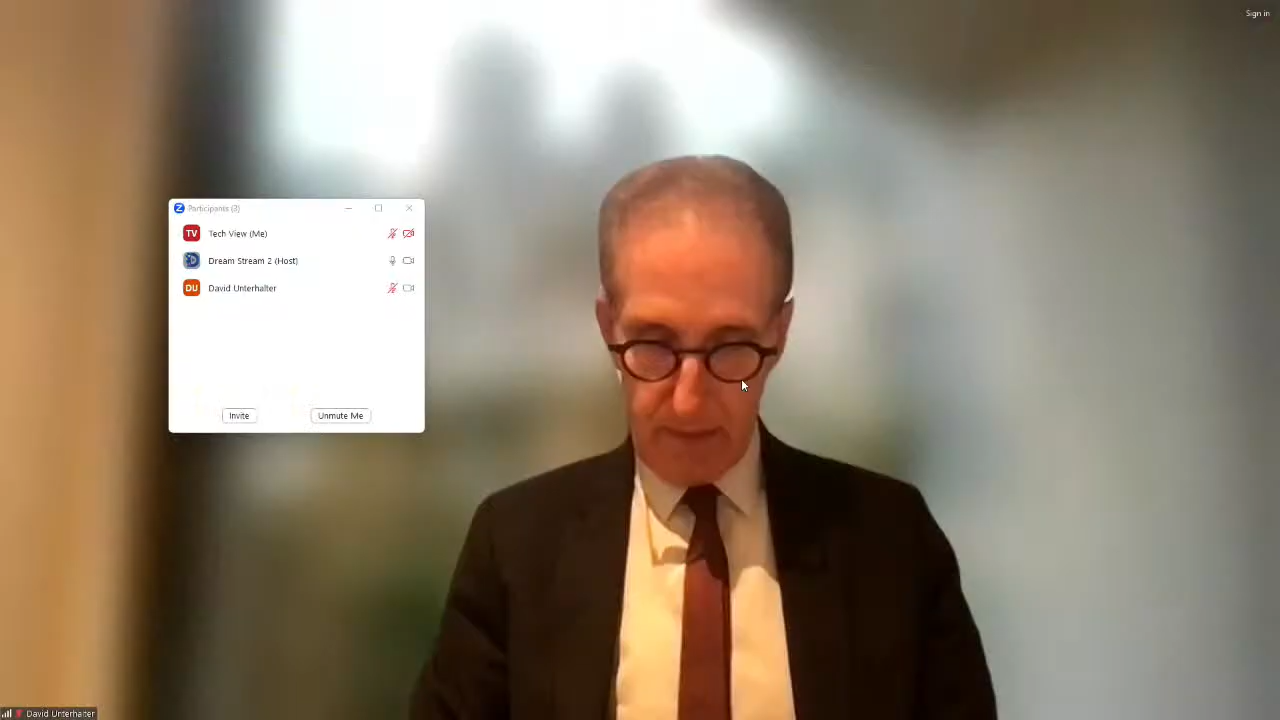 Sign in
Participants (3)
TV Tech View (Me)
Dream Stream 2 (Host)
DU David Unterhalter
Invite Unmute Me
David Unterhalter